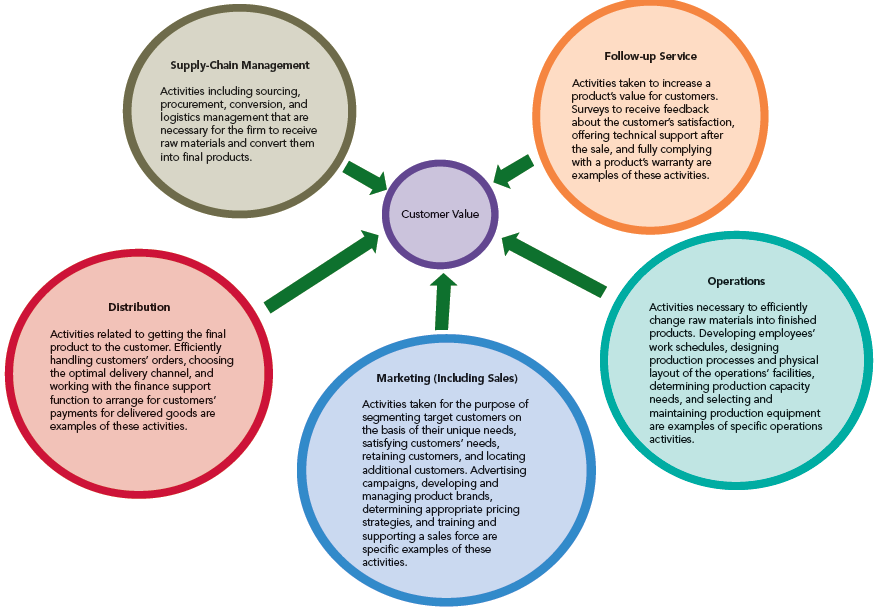 Supply-Chain Management
Activities including sourcing,
procurement, conversion, and
logistics management that are
necessary for the firm to receive
raw materials and convert them
into final products.
Follow-up Service
Activities taken to increase a
product's value for customers.
Surveys to receive feedback
about the customer's satisfaction,
offering technical support after
the sale, and fully complying
with a product's warranty are
examples of these activities.
Customer Value
Distribution
Activities related to getting the final
product to the customer. Efficiently
handling customers' orders, choosing
the optimal delivery channel, and
working with the finance support
function to arrange for customers'
payments for delivered goods are
examples of these activities.
Marketing (Including Sales)
Activities taken for the purpose of
segmenting target customers on
the basis of their unique needs,
satisfying customers' needs,
retaining customers, and locating
additional customers. Advertising
campaigns, developing and
managing product brands,
determining appropriate pricing
strategies, and training and
supporting a sales force are
specific examples of these
activities.
Operations
Activities necessary to efficiently
change raw materials into finished
products. Developing employees'
work schedules, designing
production processes and physical
layout of the operations' facilities,
determining production capacity
needs, and selecting and
maintaining production equipment
are examples of specific operations
activities.